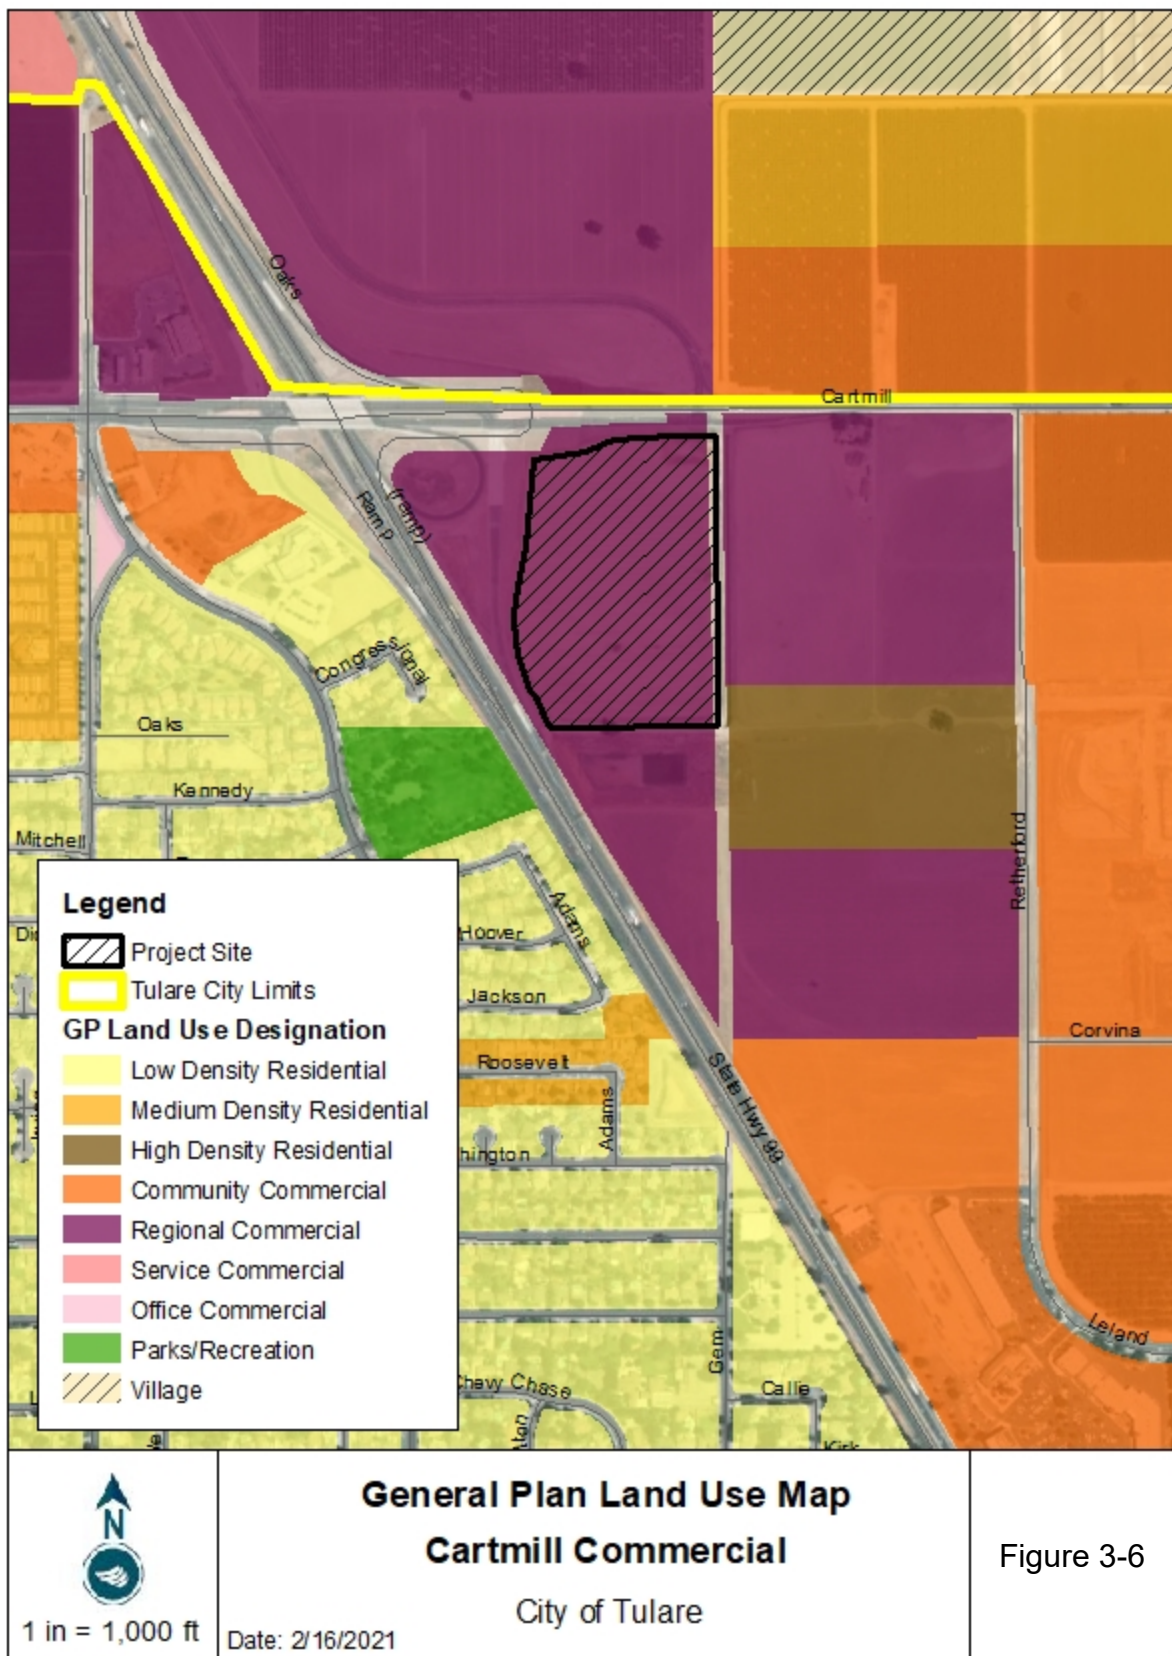 Oaks
Cartmill
Ramp
(ramp)
Congressional
Oaks
Kennedy
Mitchell
Retherford
Adams
Hoover
Jackson
Corvina
Roosevelt
Adams
State Hwy 99
hington
Gem
Leland
Chevy Chase
Callie
Kirk
Legend
Project Site
Tulare City Limits
GP Land Use Designation
Low Density Residential
Medium Density Residential
High Density Residential
Community Commercial
Regional Commercial
Service Commercial
Office Commercial
Parks/Recreation
Village
N
1 in = 1,000 ft
General Plan Land Use Map
Cartmill Commercial
City of Tulare
Date: 2/16/2021
Figure 3-6